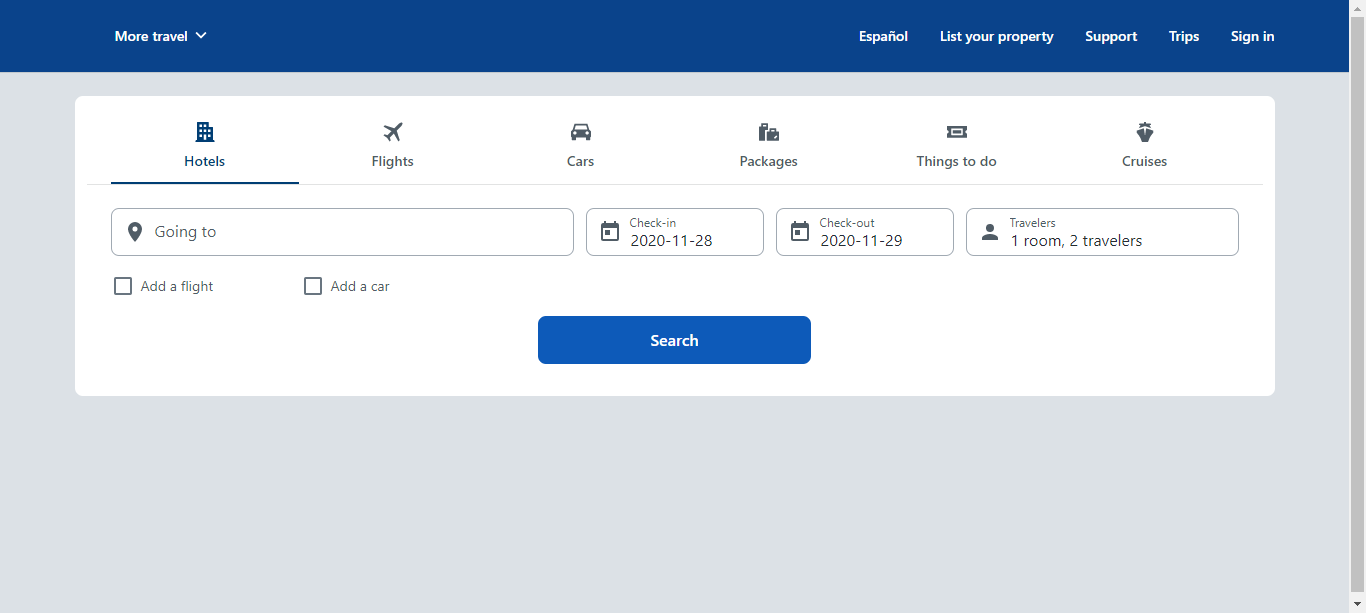 More travel
Español
List your property
Support
Trips
Sign in
Hotels
Flights
Cars
Packages
Things to do
Cruises
Going to
Check-in
2020-11-28
Check-out
2020-11-29
Travelers
1 room, 2 travelers
Add a flight
Add a car
Search